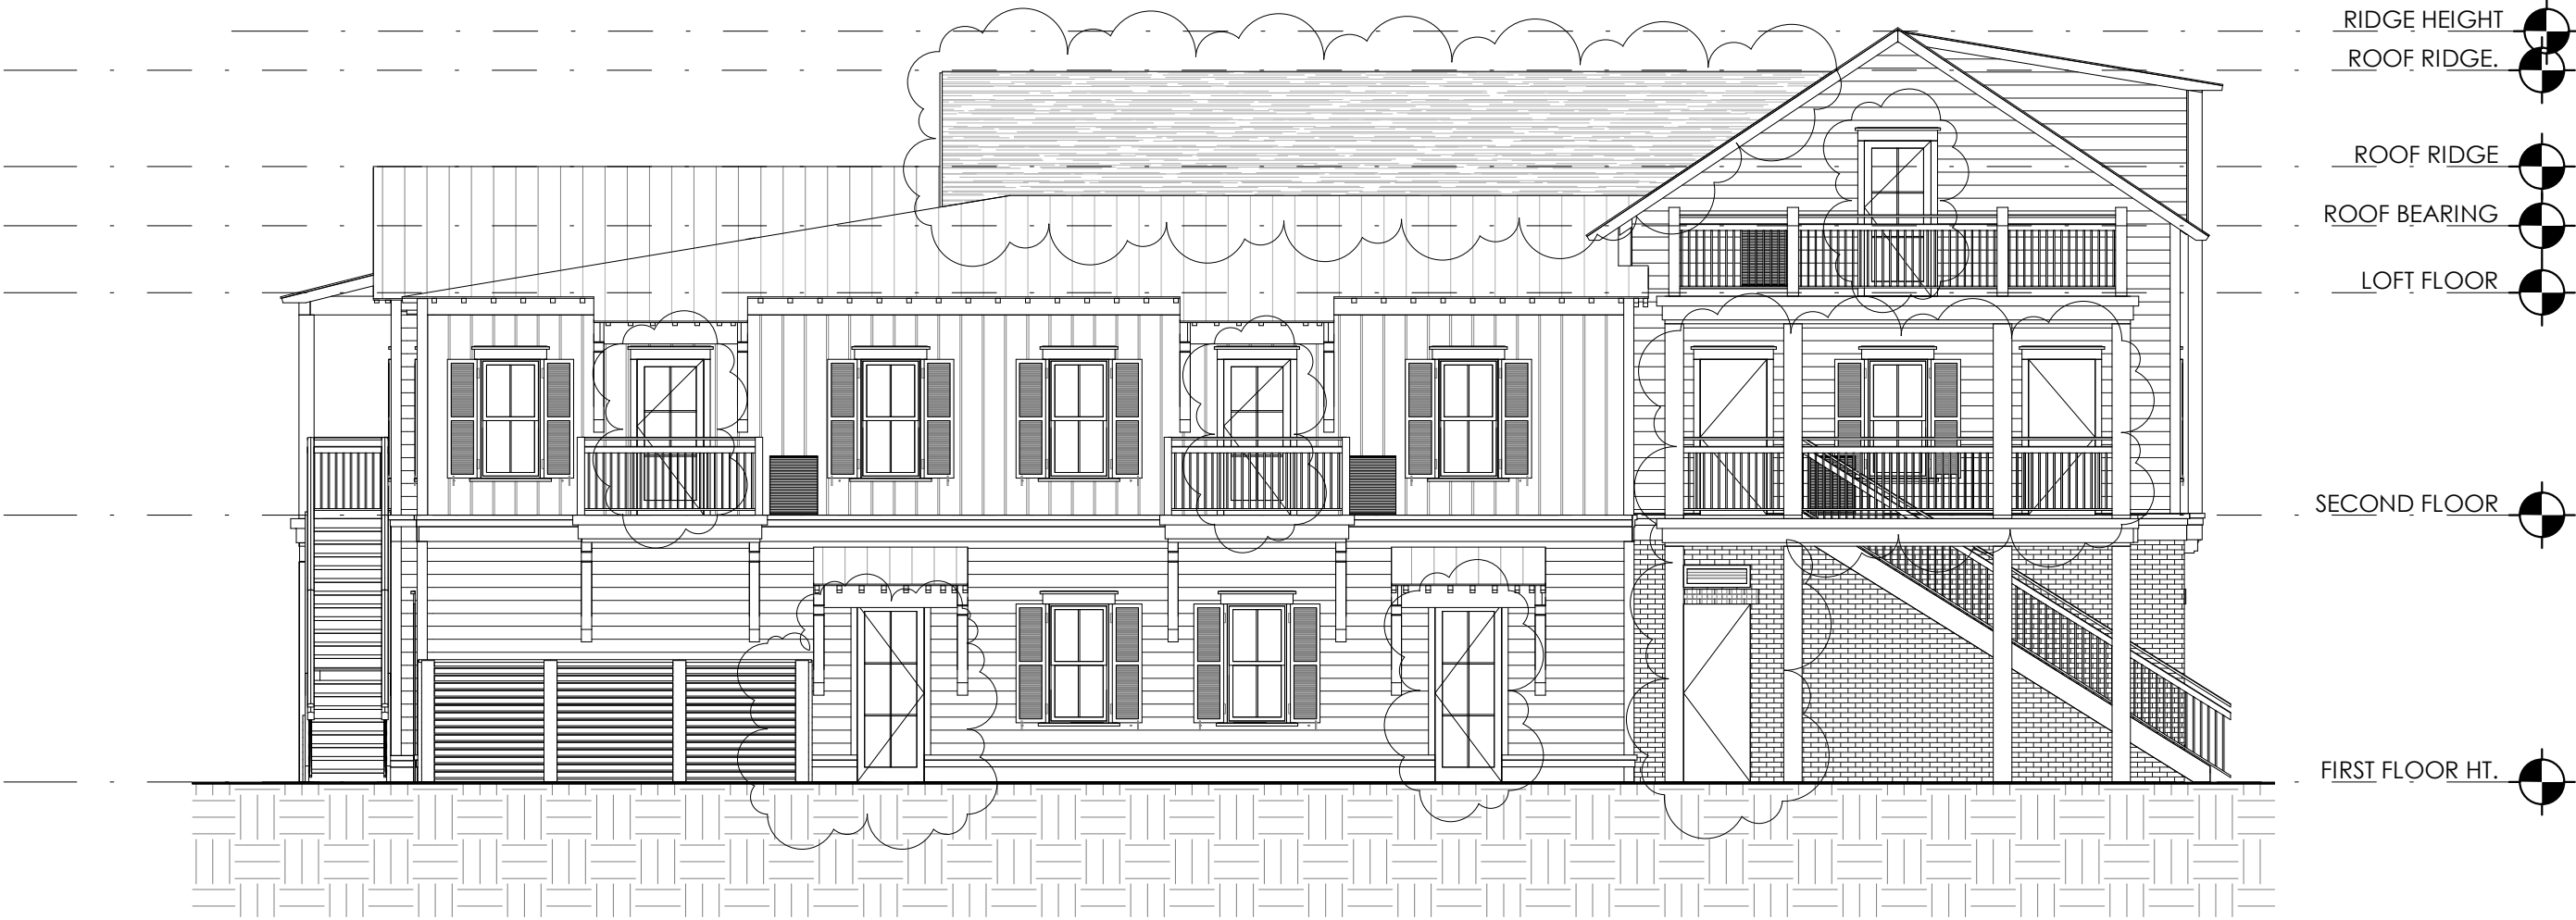 RIDGE HEIGHT
ROOF RIDGE.
ROOF RIDGE
ROOF BEARING
LOFT FLOOR
SECOND FLOOR
FIRST FLOOR HT.